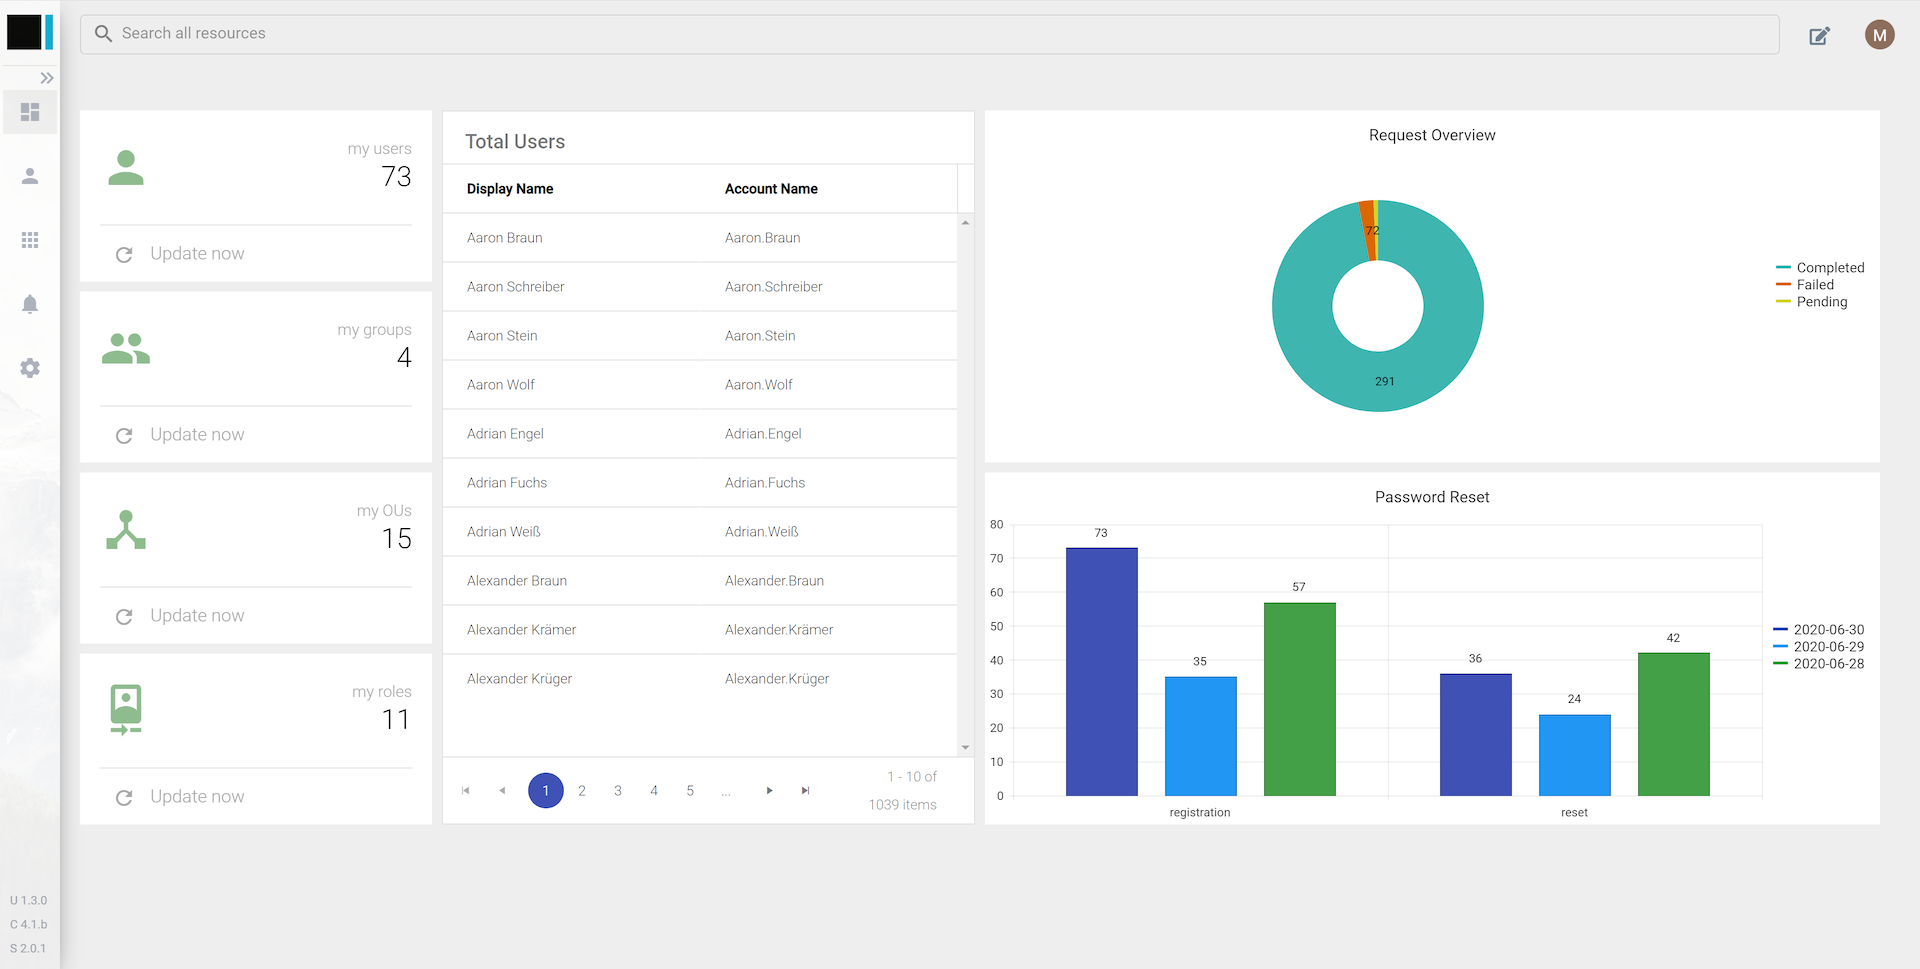 Search all resources
M
my users
73
Update now
my groups
4
Update now
my OUs
15
Update now
my roles
11
Update now
Total Users
Display Name Account Name
Aaron Braun Aaron.Braun
Aaron Schreiber Aaron.Schreiber
Aaron Stein Aaron.Stein
Aaron Wolf Aaron.Wolf
Adrian Engel Adrian.Engel
Adrian Fuchs Adrian.Fuchs
Adrian Weiß Adrian.Weiß
Alexander Braun Alexander.Braun
Alexander Krämer Alexander.Krämer
Alexander Krüger Alexander.Krüger
1 2 3 4 5 ...
1 - 10 of
1039 items
Request Overview
291
Completed
Failed
Pending
Password Reset
80
70
60
50
40
30
20
10
0
73
35
57
36
24
42
registration reset
2020-06-30
2020-06-29
2020-06-28
U 1.3.0
C 4.1.b
S 2.0.1